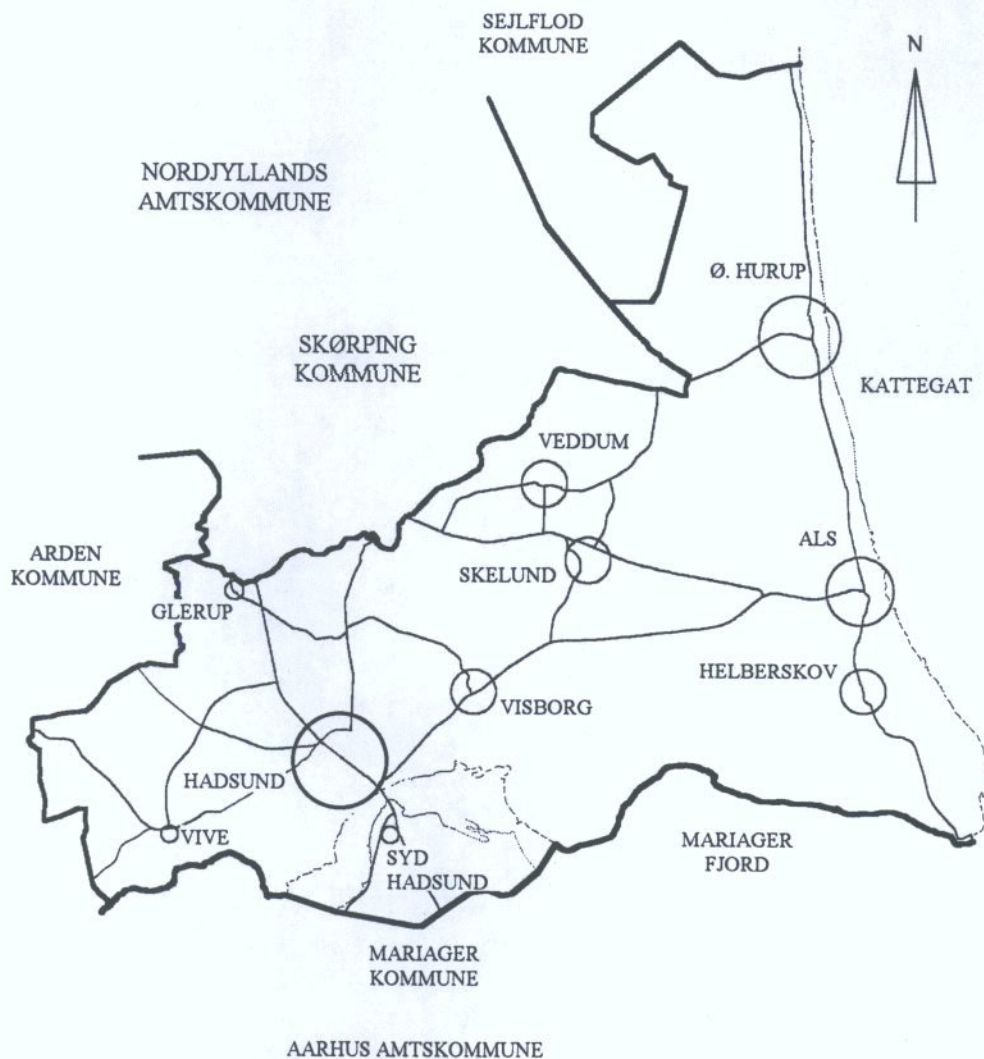 SEJLFLOD
KOMMUNE
N
NORDJYLLANDS
AMTSKOMMUNE
Ø. HURUP
SKØRPING
KOMMUNE
KATTEGAT
VEDDUM
ARDEN
KOMMUNE
ALS
SKELUND
GLERUP
HELBERSKOV
VISBORG
HADSUND
VIVE
SYD
HADSUND
MARIAGER
FJORD
MARIAGER
KOMMUNE
AARHUS AMTSKOMMUNE